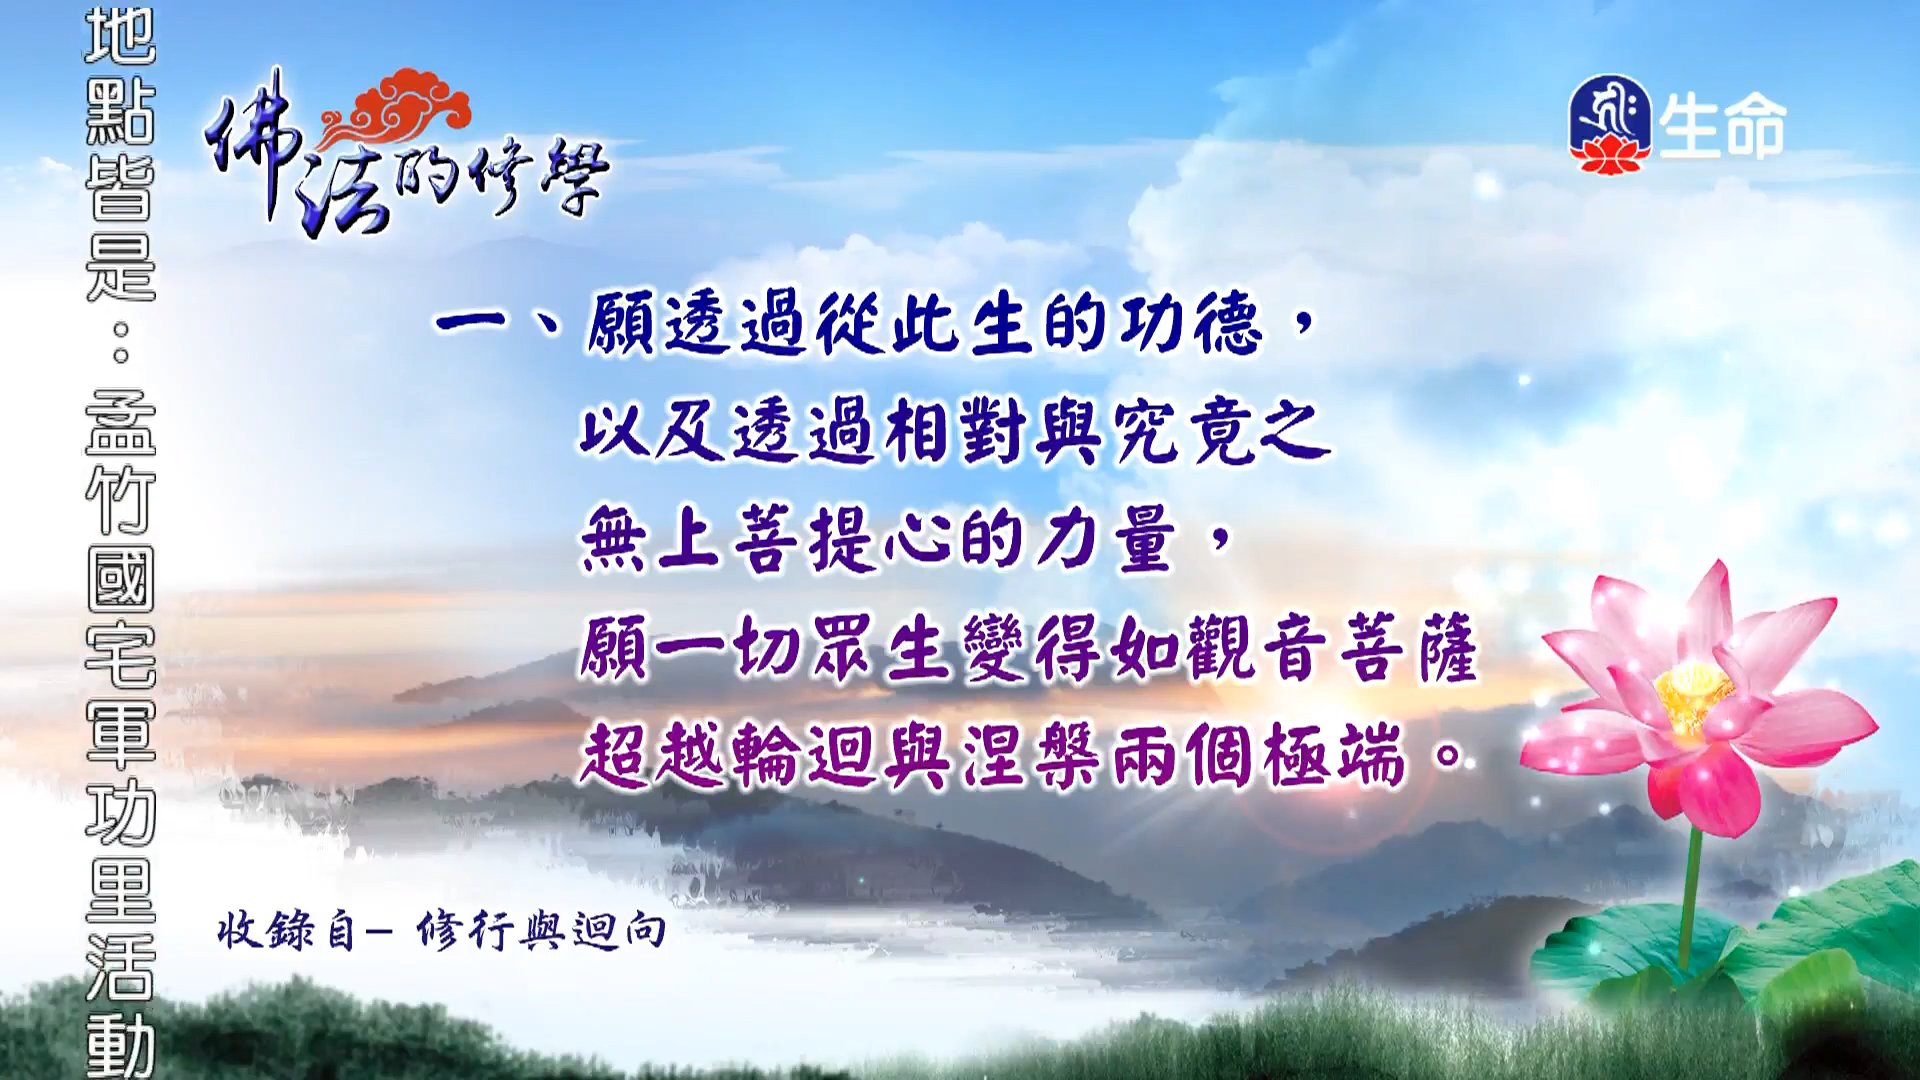 地點皆是：孟竹國宅軍功里活動
佛法的修學
生命
一、願透過從此生的功德，
以及透過相對與究竟之
無上菩提心的力量，
願一切眾生變得如觀音菩薩
超越輪迴與涅槃兩個極端。
收錄自– 修行與迴向